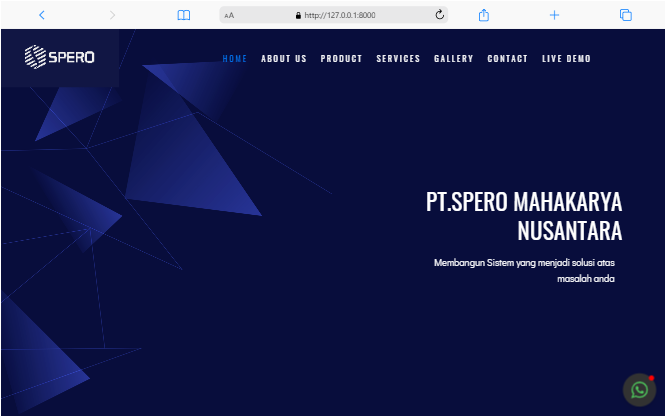 AA http://127.0.0.1:8000
SPERO
HOME ABOUT US PRODUCT SERVICES GALLERY CONTACT LIVE DEMO
PT.SPERO MAHAKARYA
NUSANTARA
Membangun Sistem yang menjadi solusi atas
masalah anda